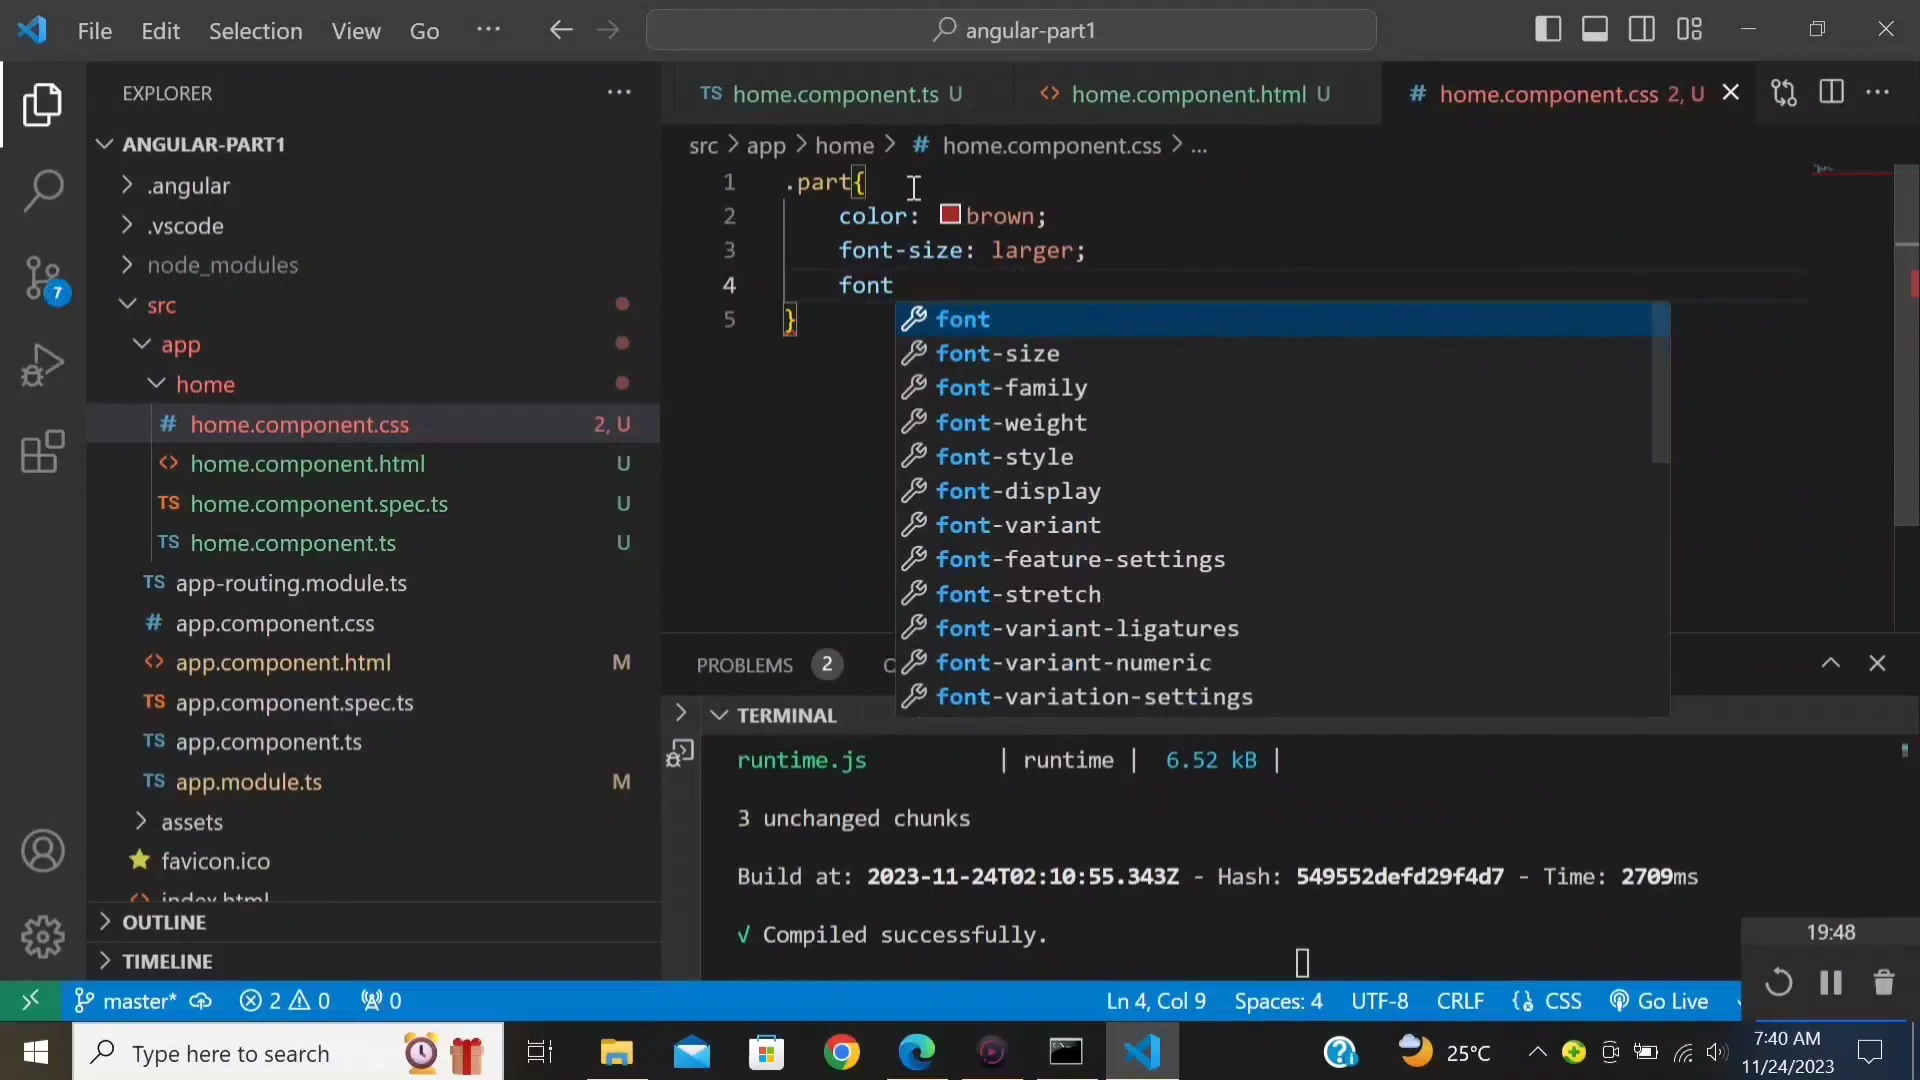 File Edit Selection View Go ··· angular-part1
EXPLORER ···
ANGULAR-PART1
.angular
.vscode
node_modules
src
app
home
# home.component.css 2, U
<> home.component.html U
TS home.component.spec.ts U
TS home.component.ts U
TS app-routing.module.ts
# app.component.css
<> app.component.html M
TS app.component.spec.ts
TS app.component.ts
TS app.module.ts M
assets
favicon.ico
<> index.html
OUTLINE
TIMELINE
7
TS home.component.ts U <> home.component.html U # home.component.css 2, U
src > app > home > # home.component.css > ...
1 .part{
2 color: brown;
3 font-size: larger;
4 font
5 }
font
font-size
font-family
font-weight
font-style
font-display
font-variant
font-feature-settings
font-stretch
font-variant-ligatures
font-variant-numeric
font-variation-settings
PROBLEMS 2
TERMINAL
runtime.js | runtime | 6.52 kB |
3 unchanged chunks
Build at: 2023-11-24T02:10:55.343Z - Hash: 549552defd29f4d7 - Time: 2709ms
√ Compiled successfully.
19:48
master* 2 0 0 Ln 4, Col 9 Spaces: 4 UTF-8 CRLF CSS Go Live
Type here to search 25°C 7:40 AM
11/24/2023